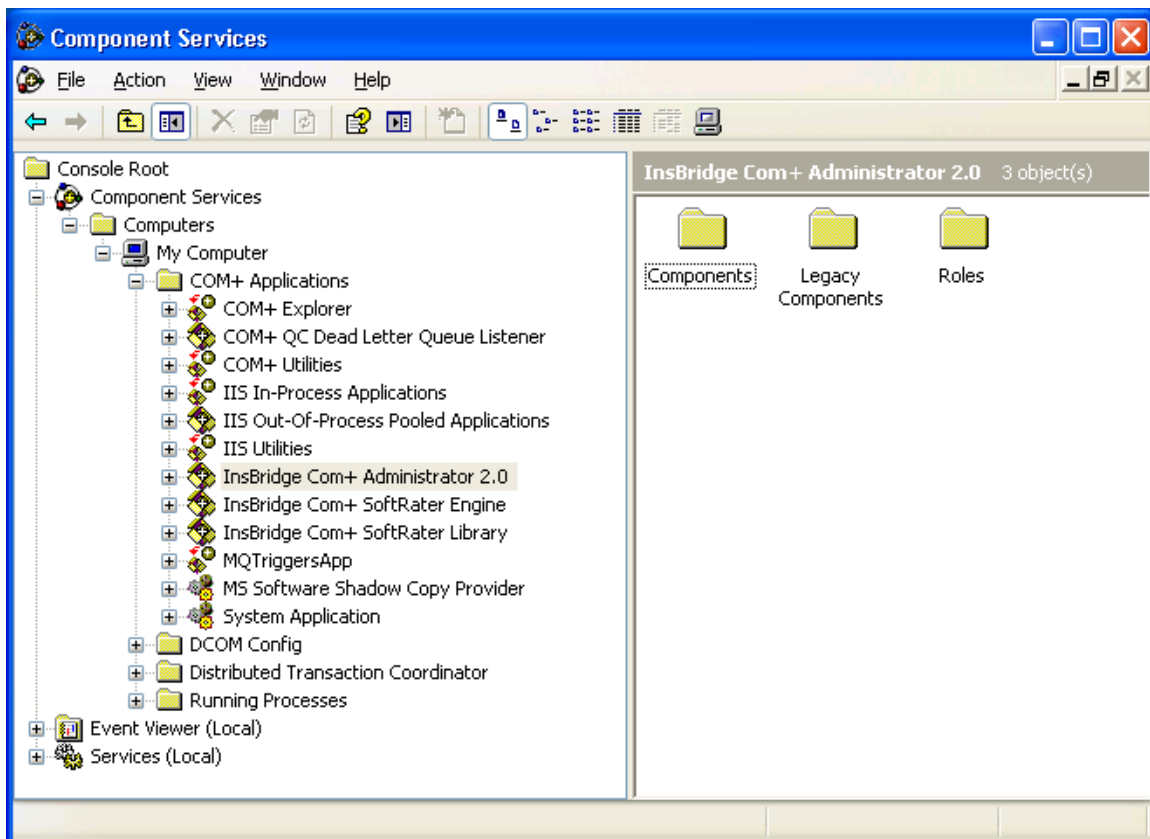 Component Services
File Action View Window Help
Console Root
Component Services
Computers
My Computer
COM+ Applications
COM+ Explorer
COM+ QC Dead Letter Queue Listener
COM+ Utilities
IIS In-Process Applications
IIS Out-Of-Process Pooled Applications
IIS Utilities
InsBridge Com+ Administrator 2.0
InsBridge Com+ SoftRater Engine
InsBridge Com+ SoftRater Library
MQTriggersApp
MS Software Shadow Copy Provider
System Application
DCOM Config
Distributed Transaction Coordinator
Running Processes
Event Viewer (Local)
Services (Local)
InsBridge Com+ Administrator 2.0 3 object(s)
Components
Legacy
Components
Roles